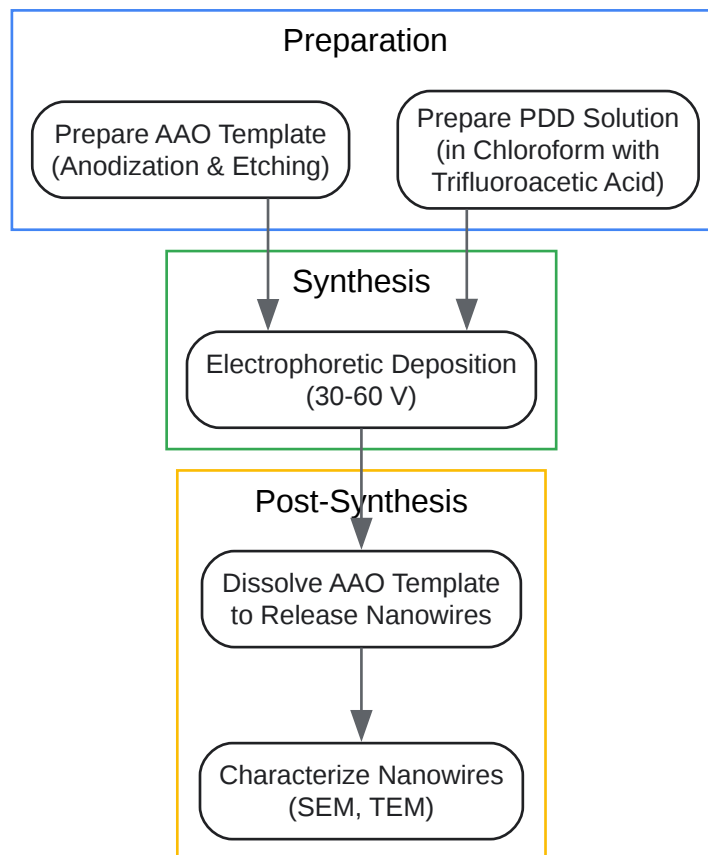 Preparation
Prepare AAO Template
(Anodization & Etching)
Prepare PDD Solution
(in Chloroform with
Trifluoroacetic Acid)
Synthesis
Electrophoretic Deposition
(30-60 V)
Post-Synthesis
Dissolve AAO Template
to Release Nanowires
Characterize Nanowires
(SEM, TEM)